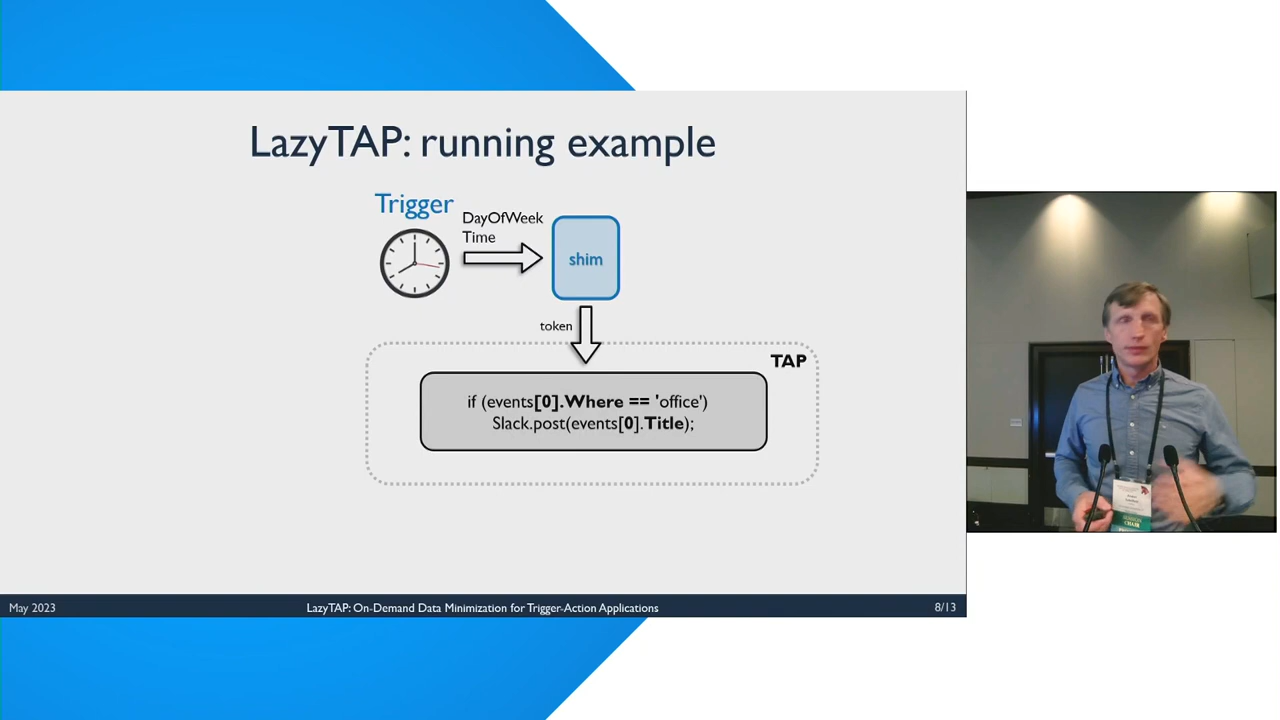 LazyTAP: running example
Trigger
DayOfWeek
Time
shim
token
TAP
if (events[0].Where == 'office')
Slack.post(events[0].Title);
May 2023
LazyTAP: On-Demand Data Minimization for Trigger-Action Applications
8/13
CHAIR